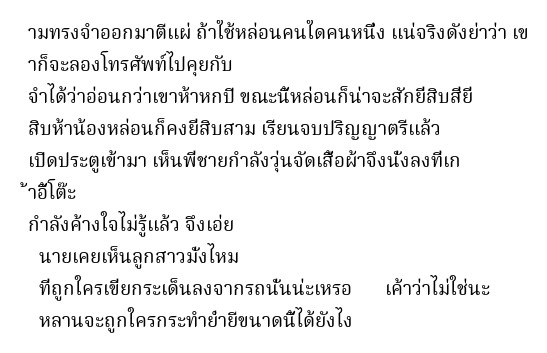 ามทรงจำออกมาตีแผ่ ถ้าใช้หล่อนคนใดคนหนึ่ง แน่จริงดังย่าว่า เข
าก็จะลองโทรศัพท์ไปคุยกับ
จำได้ว่าอ่อนกว่าเขาห้าหกปี ขณะนี้หล่อนก็น่าจะสักยี่สิบสี่ยี่
สิบห้าน้องหล่อนก็คงยี่สิบสาม เรียนจบปริญญาตรีแล้ว
เปิดประตูเข้ามา เห็นพี่ชายกำลังวุ่นจัดเสื้อผ้าจึงนั่งลงที่เก
้าอี้โต๊ะ
กำลังค้างใจไม่รู้แล้ว จึงเอ่ย
นายเคยเห็นลูกสาวมั่งไหม
ที่ถูกใครเขี่ยกระเด็นลงจากรถนั่นน่ะเหรอ เค้าว่าไม่ใช่นะ
หลานจะถูกใครกระทำย่ำยีขนาดนี้ได้ยังไง